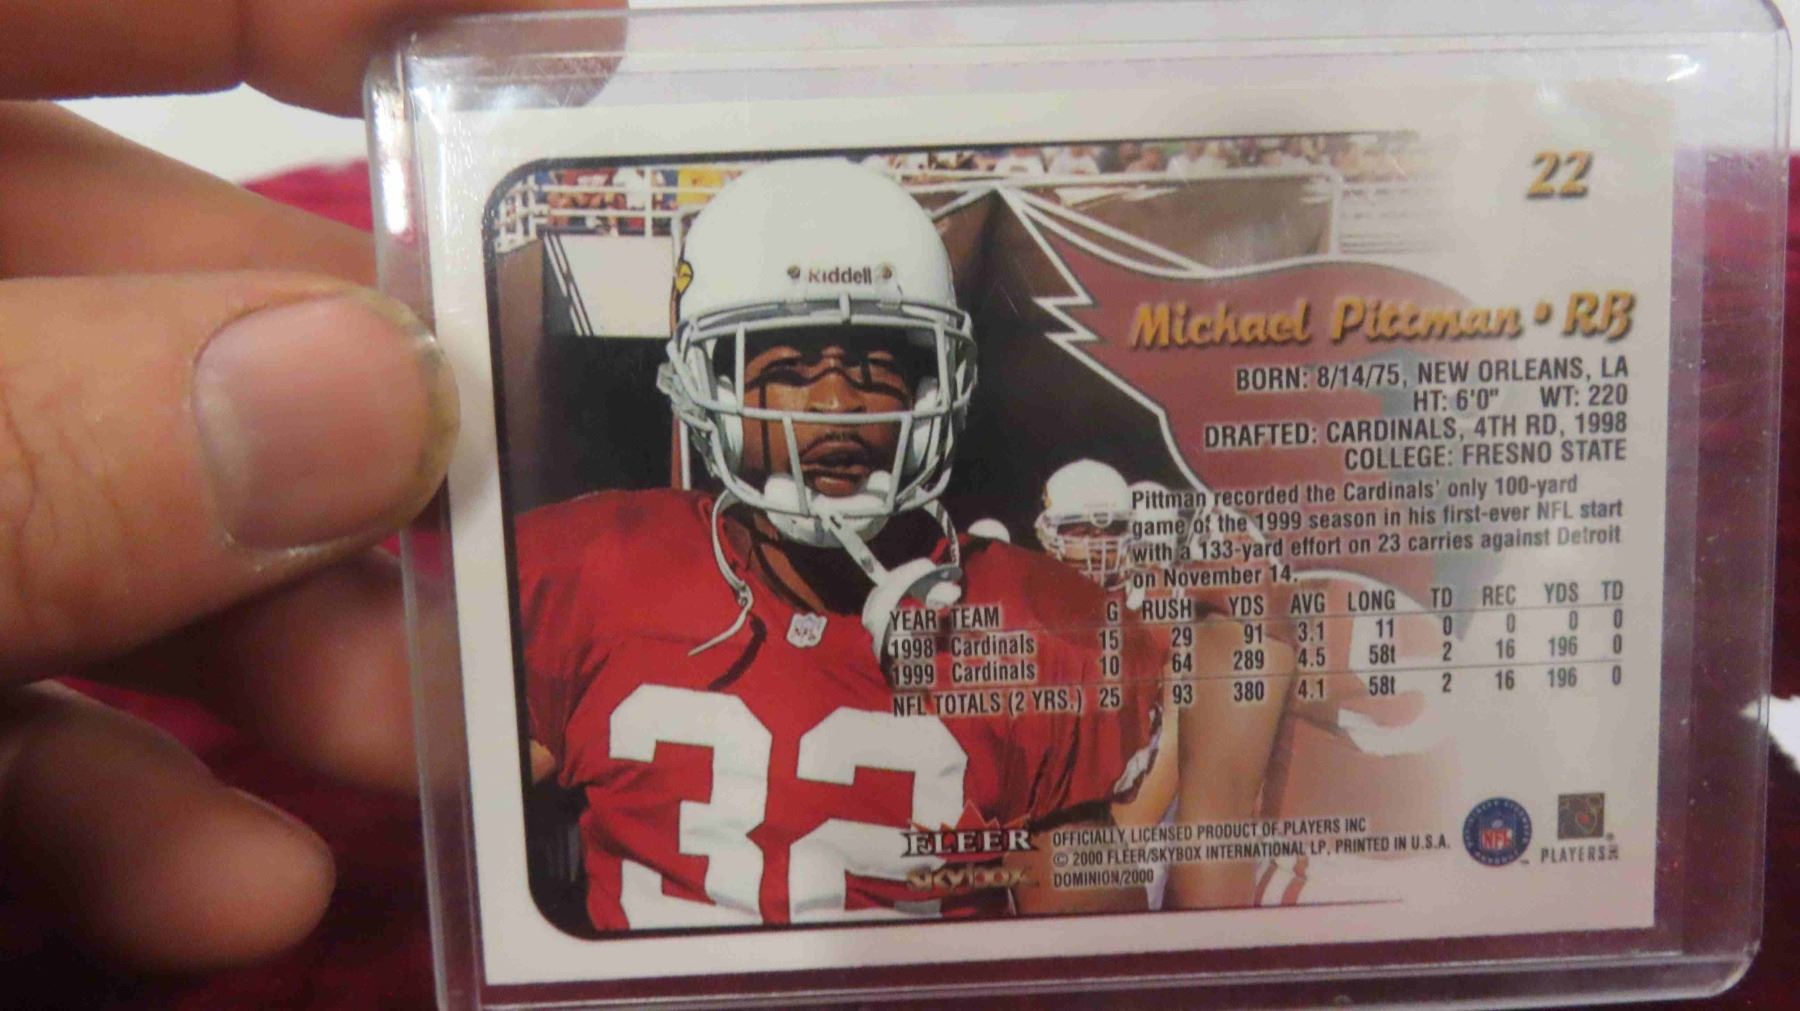 22
Riddell
Michael Pittman • RB
BORN: 8/14/75, NEW ORLEANS, LA
HT: 6'0" WT: 220
DRAFTED: CARDINALS, 4TH RD, 1998
COLLEGE: FRESNO STATE
Pittman recorded the Cardinals' only 100-yard
game of the 1999 season in his first-ever NFL start
with a 133-yard effort on 23 carries against Detroit
on November 14.
YEAR TEAM G RUSH YDS AVG LONG TD REC YDS TD
1998 Cardinals 15 29 91 3.1 11 0 0 0 0
1999 Cardinals 10 64 289 4.5 58t 2 16 196 0
NFL TOTALS (2 YRS.) 25 93 380 4.1 58t 2 16 196 0
NFL
32
FLEER
SKYBOX
OFFICIALLY LICENSED PRODUCT OF PLAYERS INC
© 2000 FLEER/SKYBOX INTERNATIONAL LP, PRINTED IN U.S.A.
DOMINION/2000
NFL
PLAYERS